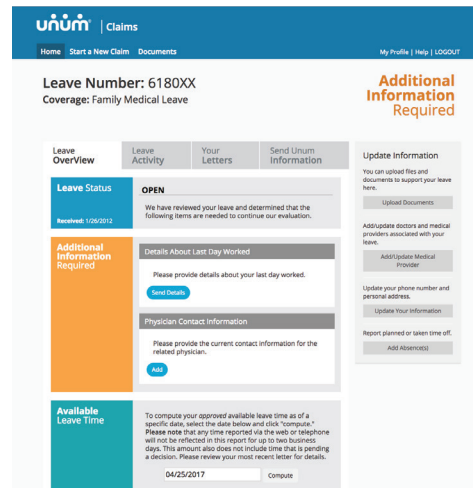 unum | Claims
Home Start a New Claim Documents My Profile | Help | LOGOUT
Leave Number: 6180XX
Coverage: Family Medical Leave
Additional
Information
Required
Leave
OverView
Leave
Activity
Your
Letters
Send Unum
Information
Leave Status
Received: 1/26/2012
OPEN
We have reviewed your leave and determined that the
following items are needed to continue our evaluation.
Additional
Information
Required
Details About Last Day Worked
Please provide details about your last day worked.
Send Details
Physician Contact Information
Please provide the current contact information for the
related physician.
Add
Available
Leave Time
To compute your approved available leave time as of a
specific date, select the date below and click "compute."
Please note that any time reported via the web or telephone
will not be reflected in this report for up to two business
days. This amount also does not include time that is pending
a decision. Please review your most recent letter for details.
04/25/2017 Compute
Update Information
You can upload files and
documents to support your leave
here.
Upload Documents
Add/update doctors and medical
providers associated with your
leave.
Add/Update Medical
Provider
Update your phone number and
personal address.
Update Your Information
Report planned or taken time off.
Add Absence(s)